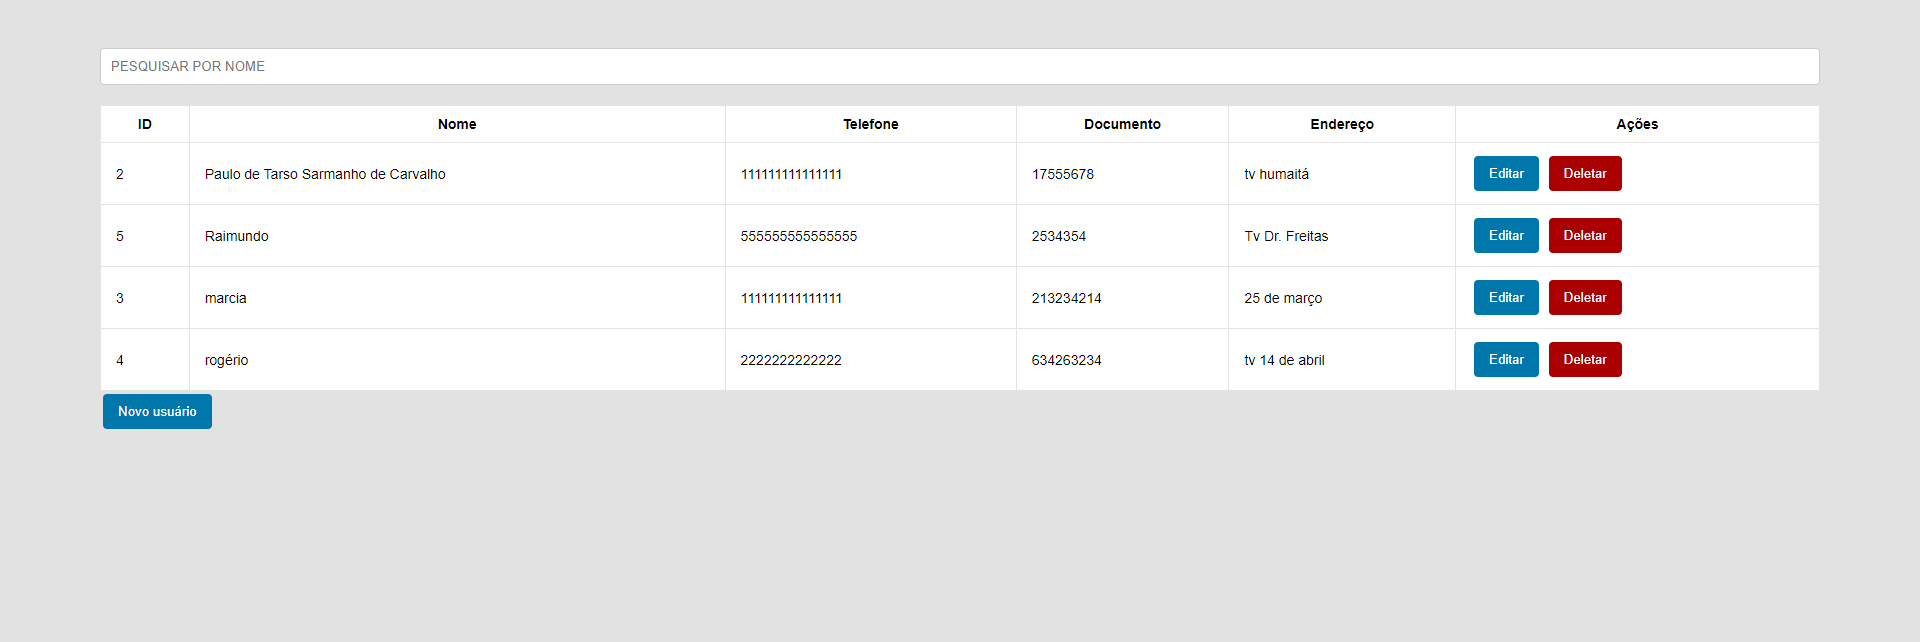 PESQUISAR POR NOME
ID Nome Telefone Documento Endereço Ações
2 Paulo de Tarso Sarmanho de Carvalho 111111111111111 17555678 tv humaitá Editar Deletar
5 Raimundo 555555555555555 2534354 Tv Dr. Freitas Editar Deletar
3 marcia 111111111111111 213234214 25 de março Editar Deletar
4 rogério 2222222222222 634263234 tv 14 de abril Editar Deletar
Novo usuário